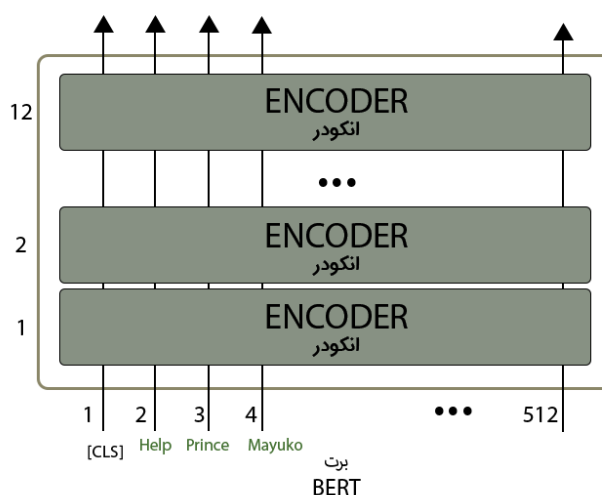 12
ENCODER
انکودر
...
2
ENCODER
انکودر
1
ENCODER
انکودر
1 2 3 4 ... 512
[CLS] Help Prince Mayuko
برت
BERT